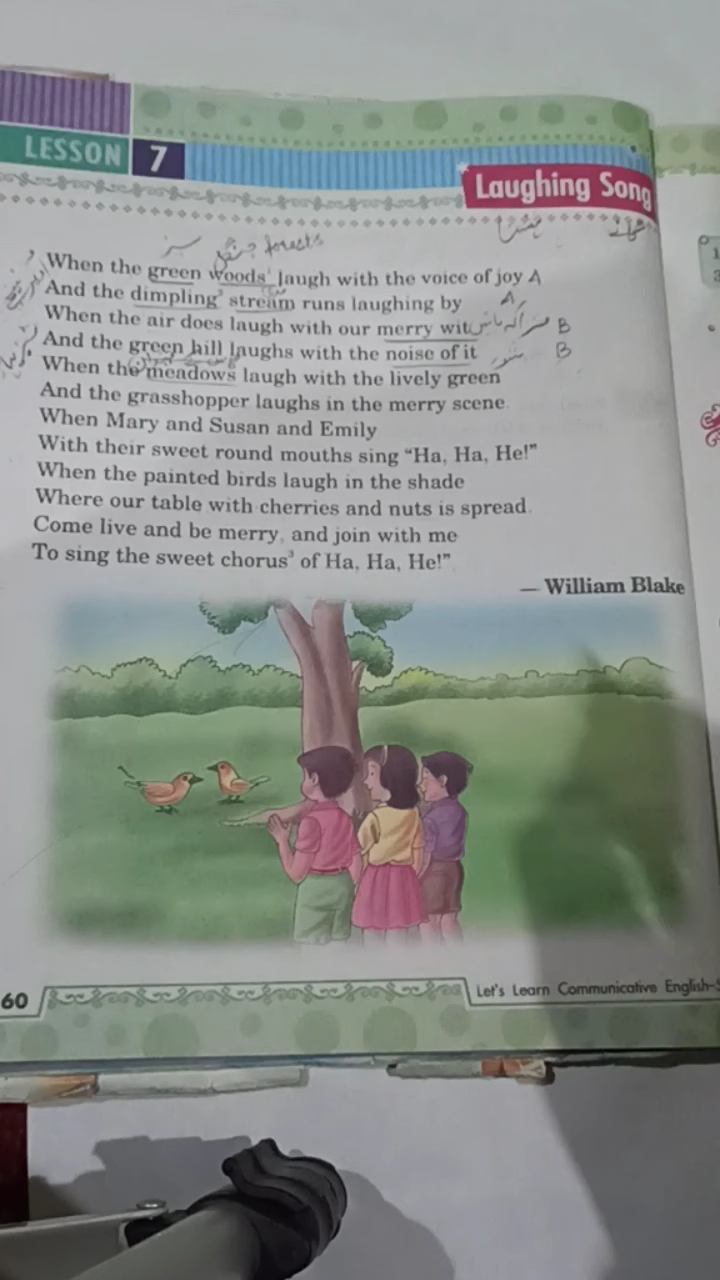 LESSON 7
Laughing Song
سبز جنگل forests
When the green woods¹ laugh with the voice of joy A
And the dimpling² stream runs laughing by A
When the air does laugh with our merry wit B
And the green hill laughs with the noise of it B
When the meadows laugh with the lively green
And the grasshopper laughs in the merry scene
When Mary and Susan and Emily
With their sweet round mouths sing “Ha, Ha, He!”
When the painted birds laugh in the shade
Where our table with cherries and nuts is spread
Come live and be merry, and join with me
To sing the sweet chorus³ of Ha, Ha, He!”
— William Blake
60
Let's Learn Communicative English-